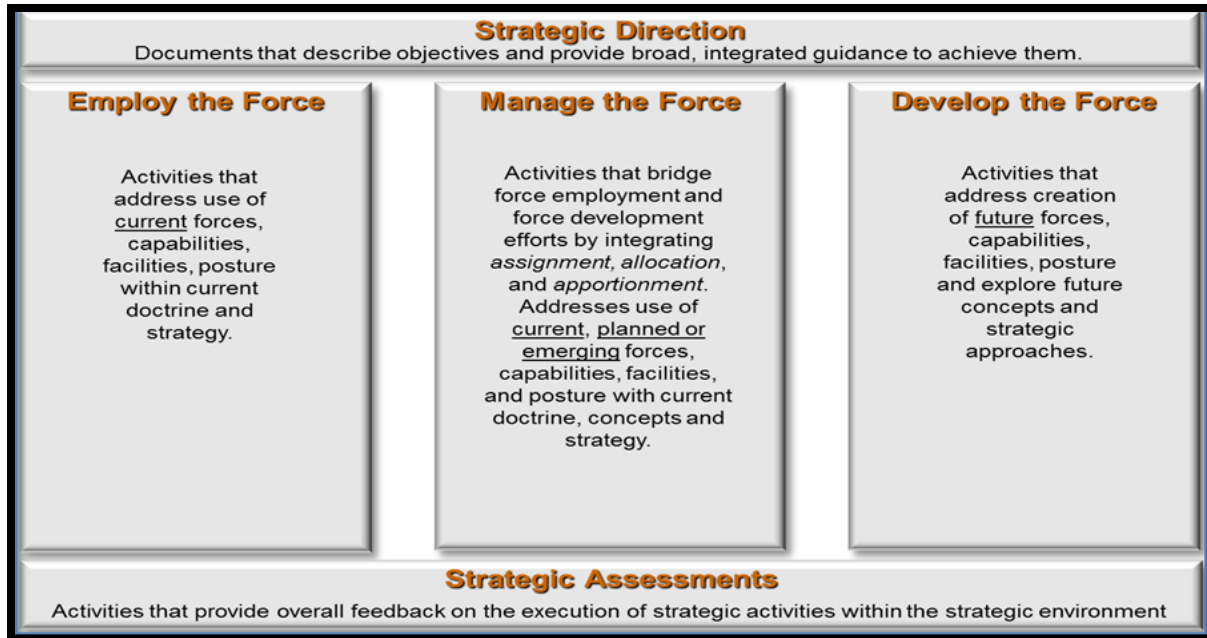 Strategic Direction
Documents that describe objectives and provide broad, integrated guidance to achieve them.
Employ the Force
Activities that
address use of
current forces,
capabilities,
facilities, posture
within current
doctrine and
strategy.
Manage the Force
Activities that bridge
force employment and
force development
efforts by integrating
assignment, allocation,
and apportionment.
Addresses use of
current, planned or
emerging forces,
capabilities, facilities,
and posture with current
doctrine, concepts and
strategy.
Develop the Force
Activities that
address creation
of future forces,
capabilities,
facilities, posture
and explore future
concepts and
strategic
approaches.
Strategic Assessments
Activities that provide overall feedback on the execution of strategic activities within the strategic environment